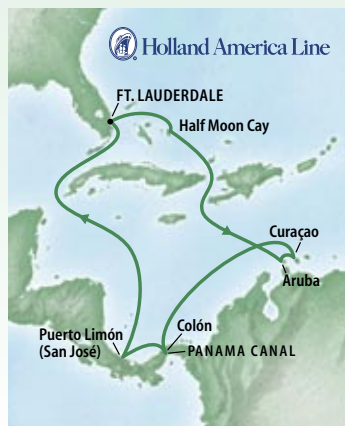 Holland America Line
FT. LAUDERDALE
Half Moon Cay
Curaçao
Aruba
Colón
PANAMA CANAL
Puerto Limón
(San José)